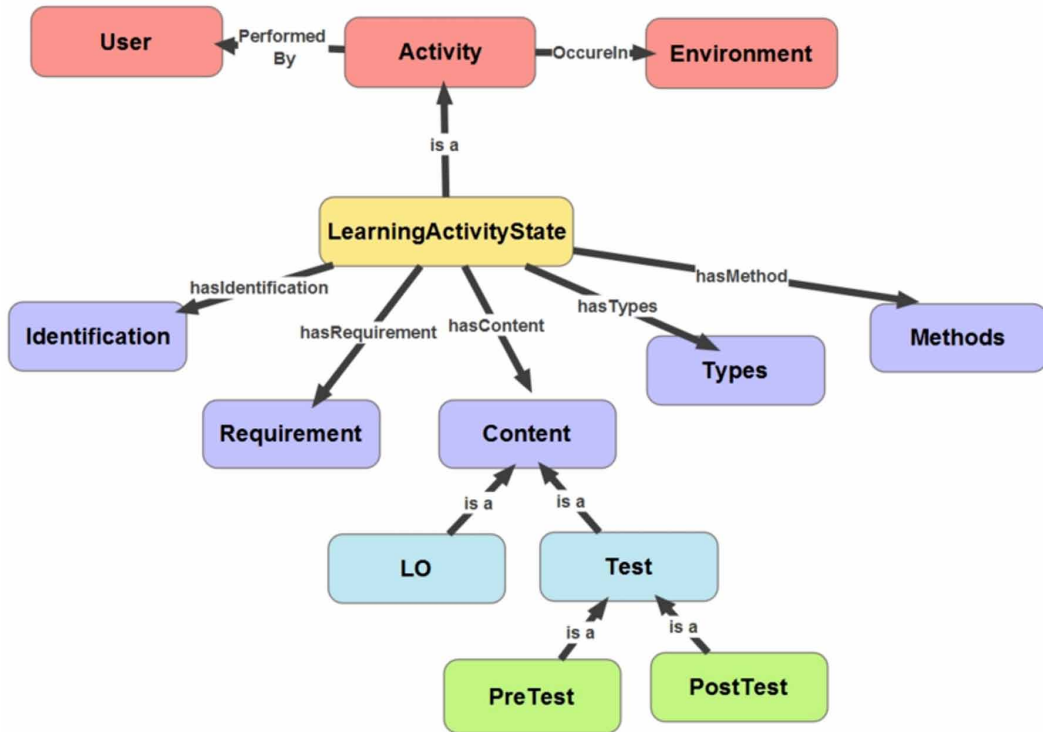 User
Performed
By
Activity
OccureIn
Environment
is a
LearningActivityState
hasIdentification
hasRequirement
hasContent
hasTypes
hasMethod
Identification
Requirement
Content
Types
Methods
is a
is a
LO
Test
is a
is a
PreTest
PostTest